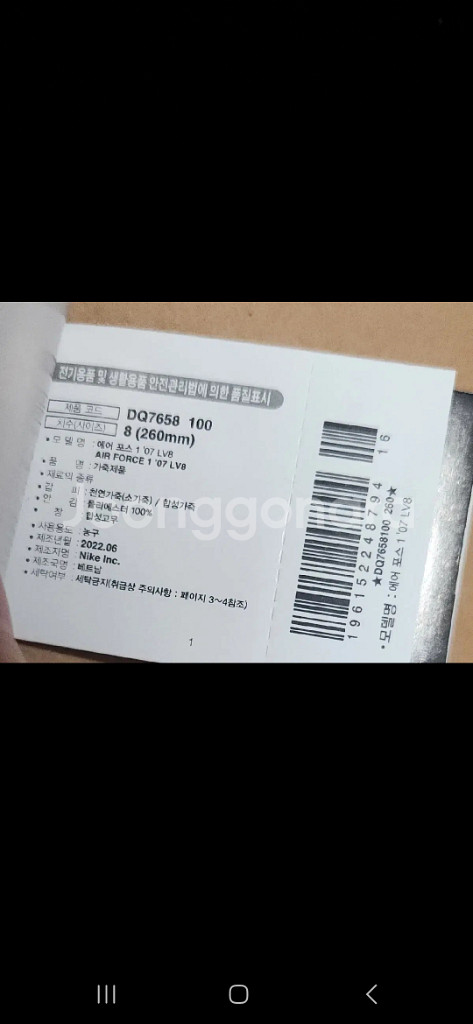 전기용품 및 생활용품 안전관리법에 의한 품질표시
제품 코드 DQ7658 100
치수(사이즈) 8 (260mm)
• 모 델 명 : 에어 포스 1 '07 LV8
AIR FORCE 1 '07 LV8
• 품 명 : 가죽제품
• 재료의 종류
• 겉 피 : 천연가죽(소가죽) / 합성가죽
• 안 감 : 폴리에스터 100%
• 창 : 합성고무
• 사용용도 : 농구
• 제조년월 : 2022.06
• 제조자명 : Nike Inc.
• 제조국명 : 베트남
• 세탁여부 : 세탁금지(취급상 주의사항 : 페이지 3~4참조)
1
16
196152248794
★DQ7658100 260★
• 모델명 : 에어 포스 1 '07 LV8
joonggonara